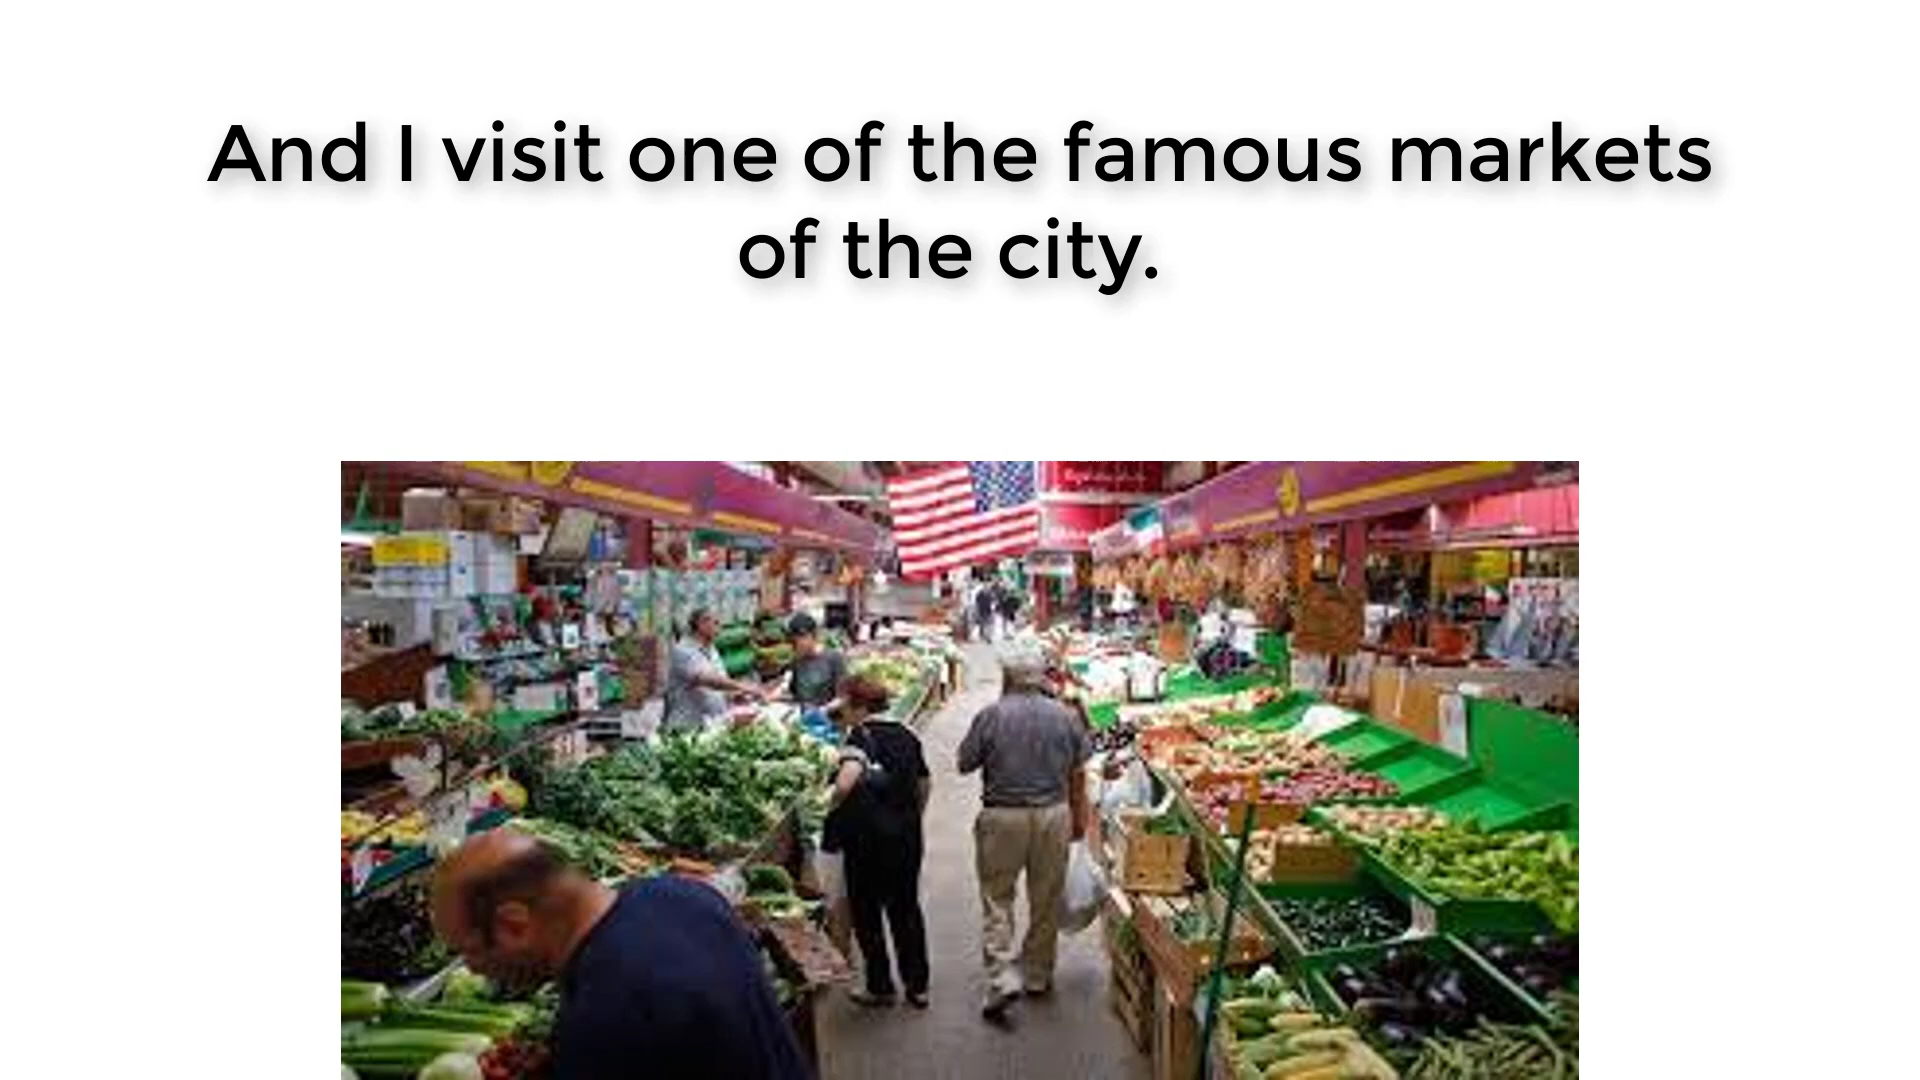 And I visit one of the famous markets
of the city.